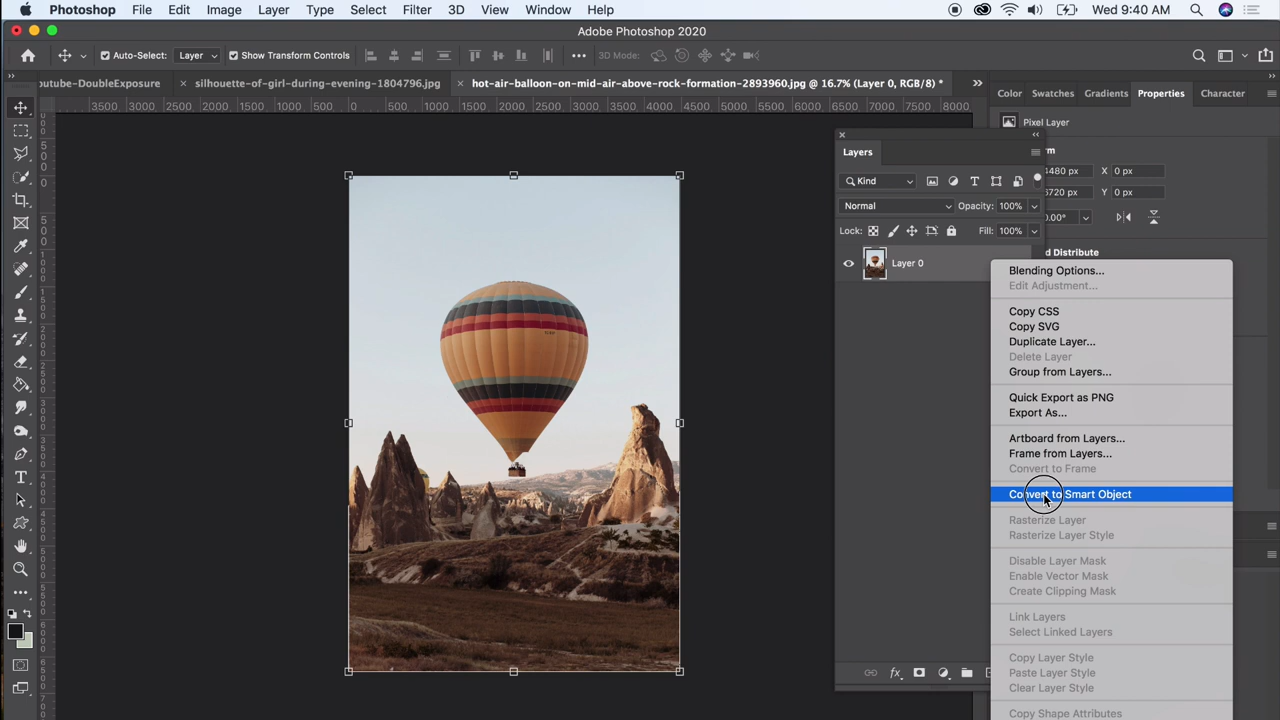 Photoshop File Edit Image Layer Type Select Filter 3D View Window Help Wed 9:40 AM
Adobe Photoshop 2020
Auto-Select: Layer Show Transform Controls 3D Mode:
outube-DoubleExposure silhouette-of-girl-during-evening-1804796.jpg hot-air-balloon-on-mid-air-above-rock-formation-2893960.jpg @ 16.7% (Layer 0, RGB/8) *
Color Swatches Gradients Properties Character
3500 3000 2500 2000 1500 1000 500 0 500 1000 1500 2000 2500 3000 3500 4000 4500 5000 5500 6000 6500 7000 7500 8000
Pixel Layer
Layers
rm
Kind
4480 px X 0 px
5720 px Y 0 px
Normal Opacity: 100%
0.00°
Lock: Fill: 100%
d Distribute
Layer 0
Blending Options...
Edit Adjustment...
Copy CSS
Copy SVG
Duplicate Layer...
Delete Layer
Group from Layers...
Quick Export as PNG
Export As...
Artboard from Layers...
Frame from Layers...
Convert to Frame
Convert to Smart Object
Rasterize Layer
Rasterize Layer Style
Disable Layer Mask
Enable Vector Mask
Create Clipping Mask
Link Layers
Select Linked Layers
Copy Layer Style
Paste Layer Style
Clear Layer Style
Copy Shape Attributes
fx